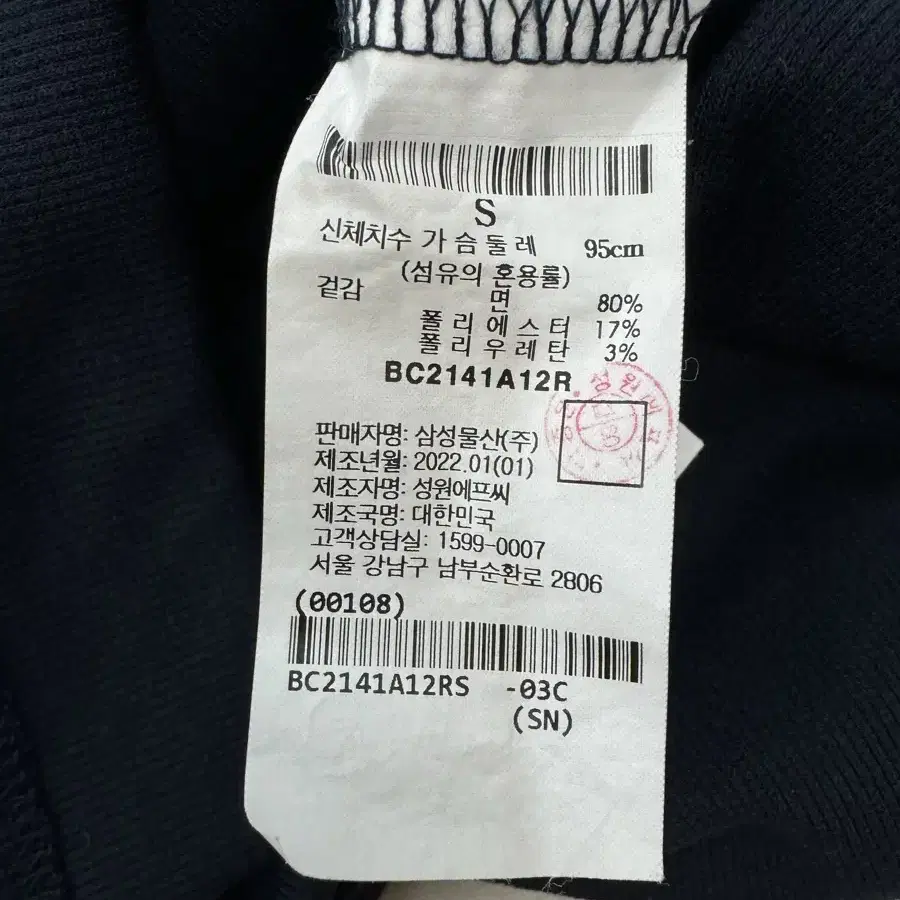 S
신체치수 가슴둘레 95cm
(섬유의 혼용률)
겉감 면 80%
폴리에스터 17%
폴리우레탄 3%
BC2141A12R
판매자명: 삼성물산(주)
제조년월: 2022.01(01)
제조자명: 성원에프씨
제조국명: 대한민국
고객상담실: 1599-0007
서울 강남구 남부순환로 2806
(00108)
BC2141A12RS -03C
(SN)